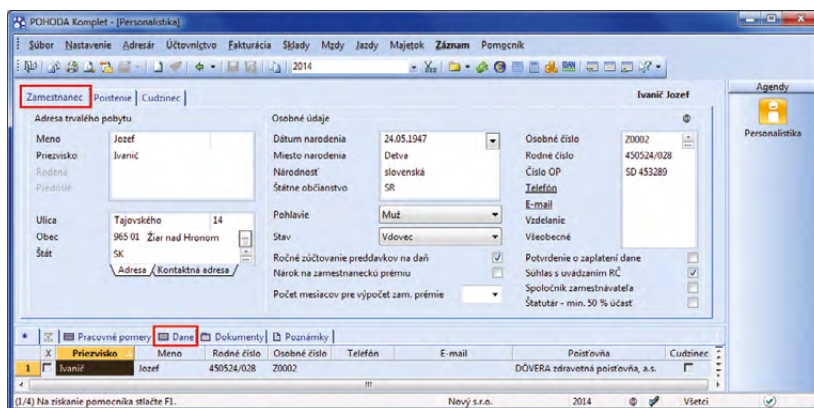 POHODA Komplet - [Personalistika]
Súbor Nastavenie Adresár Účtovníctvo Fakturácia Sklady Mzdy Jazdy Majetok Záznam Pomocník
2014
Zamestnanec Poistenie Cudzinec Ivanič Jozef
Adresa trvalého pobytu
Meno Jozef
Priezvisko Ivanič
Rodená
Predošlé
Ulica Tajovského 14
Obec 965 01 Žiar nad Hronom
Štát SK
Adresa Kontaktná adresa
Osobné údaje
Dátum narodenia 24.05.1947
Miesto narodenia Detva
Národnosť slovenská
Štátne občianstvo SR
Pohlavie Muž
Stav Vdovec
Ročné zúčtovanie preddavkov na daň
Nárok na zamestnaneckú prémiu
Počet mesiacov pre výpočet zam. prémie
Osobné číslo Z0002
Rodné číslo 450524/028
Číslo OP SD 453289
Telefón
E-mail
Vzdelanie
Všeobecné
Potvrdenie o zaplatení dane
Súhlas s uvádzaním RČ
Spoločník zamestnávateľa
Štatutár - min. 50 % účasť
Agendy
Personalistika
* Pracovné pomery Dane Dokumenty Poznámky
X Priezvisko Meno Rodné číslo Osobné číslo Telefón E-mail Poisťovňa Cudzinec
1 Ivanič Jozef 450524/028 Z0002 DÔVERA zdravotná poisťovňa, a.s.
(1/4) Na získanie pomocníka stlačte F1. Nový s.r.o. 2014 @ Všetci